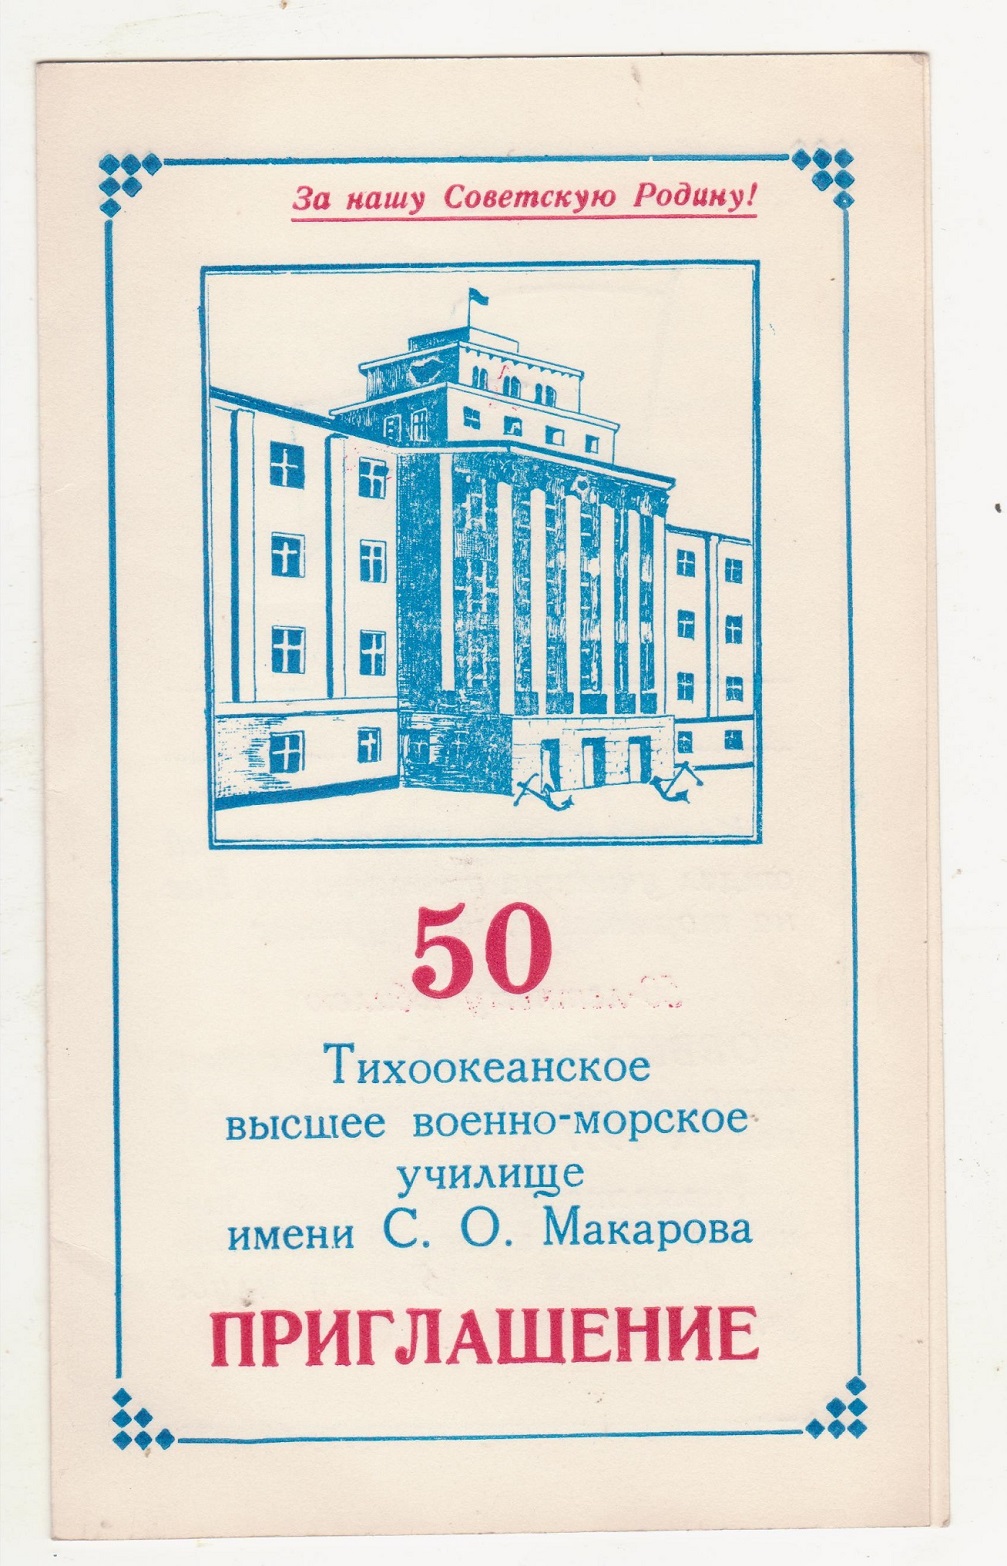 За нашу Советскую Родину!
50
Тихоокеанское
высшее военно-морское
училище
имени С. О. Макарова
ПРИГЛАШЕНИЕ